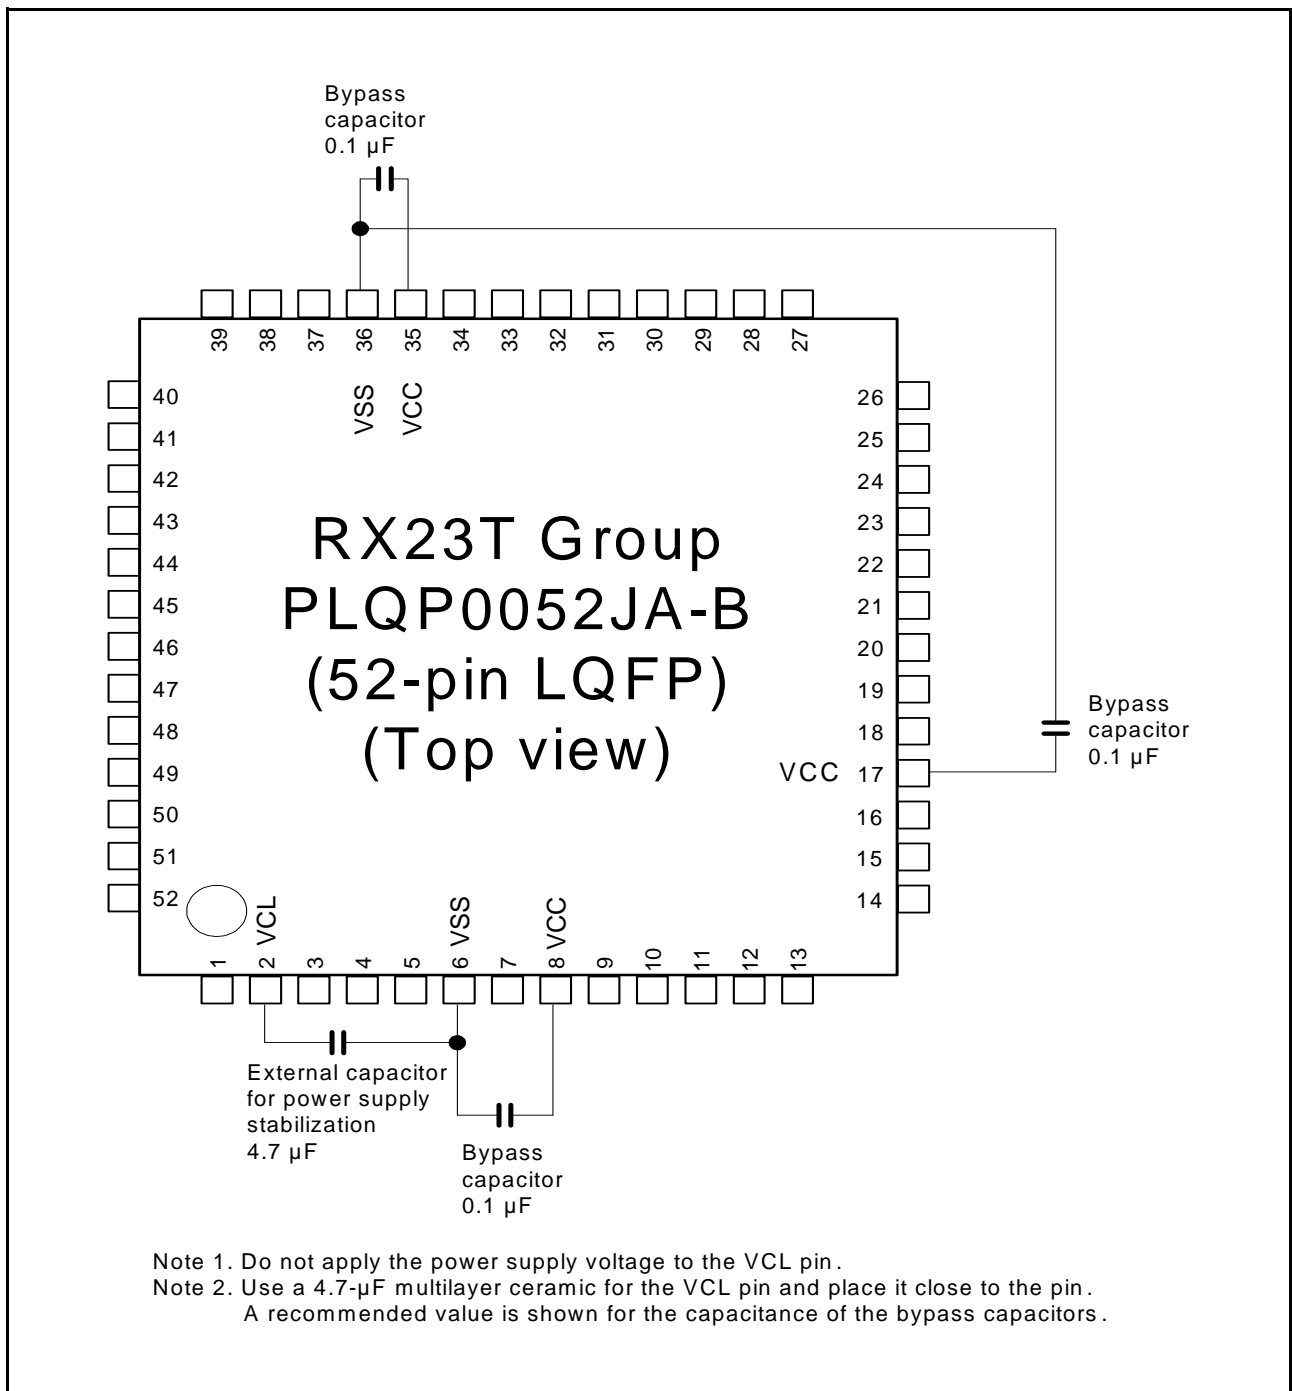 Bypass
capacitor
0.1 µF
39 38 37 36 35 34 33 32 31 30 29 28 27
VSS VCC
40
41
42
43
44
45
46
47
48
49
50
51
52
26
25
24
23
22
21
20
19
18
VCC 17
16
15
14
RX23T Group
PLQP0052JA-B
(52-pin LQFP)
(Top view)
Bypass
capacitor
0.1 µF
VCL VSS VCC
1 2 3 4 5 6 7 8 9 10 11 12 13
External capacitor
for power supply
stabilization
4.7 µF
Bypass
capacitor
0.1 µF
Note 1. Do not apply the power supply voltage to the VCL pin.
Note 2. Use a 4.7-µF multilayer ceramic for the VCL pin and place it close to the pin.
A recommended value is shown for the capacitance of the bypass capacitors.